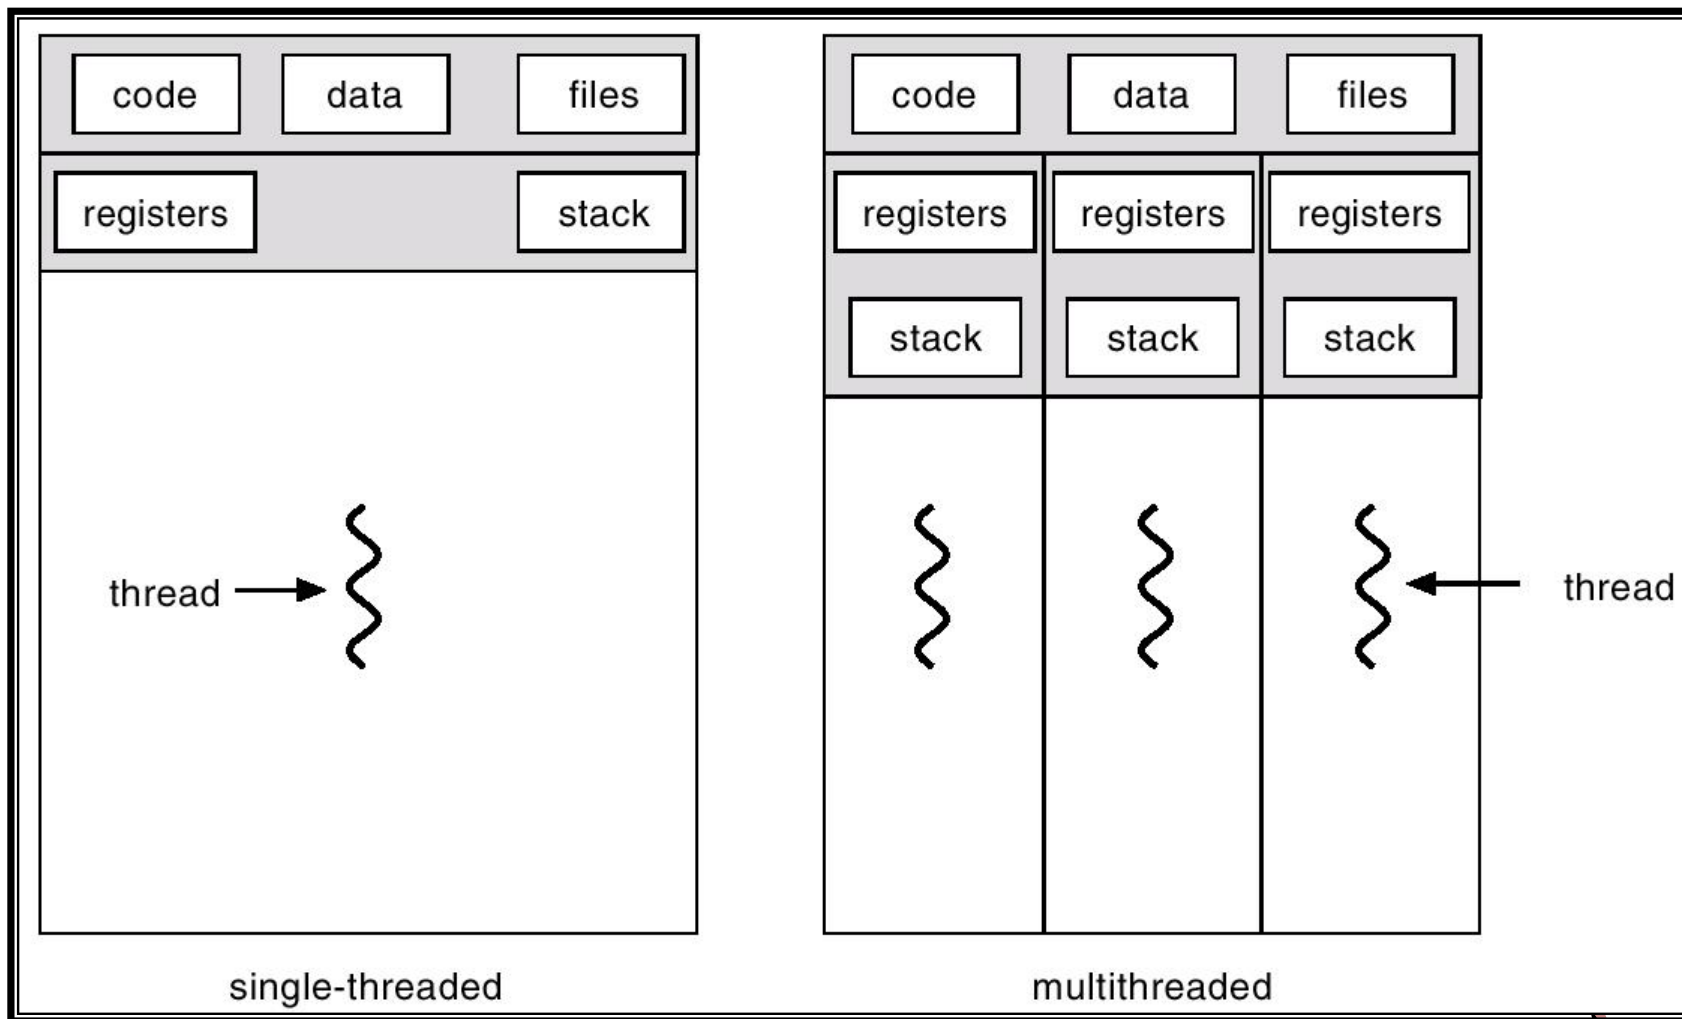 code data files
registers stack
thread
single-threaded
code data files
registers registers registers
stack stack stack
thread
multithreaded